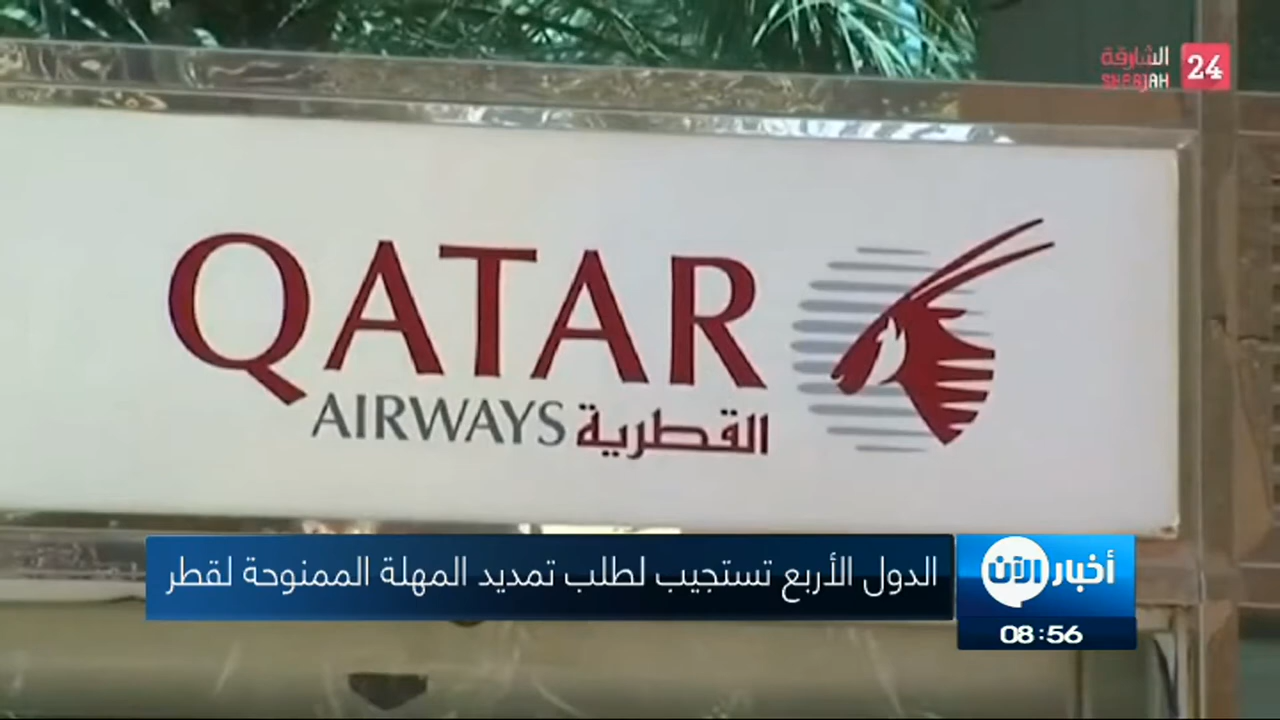 الشارقة 24
SHARJAH
QATAR
AIRWAYS القطرية
الدول الأربع تستجيب لطلب تمديد المهلة الممنوحة لقطر
أخبار الآن
08:56